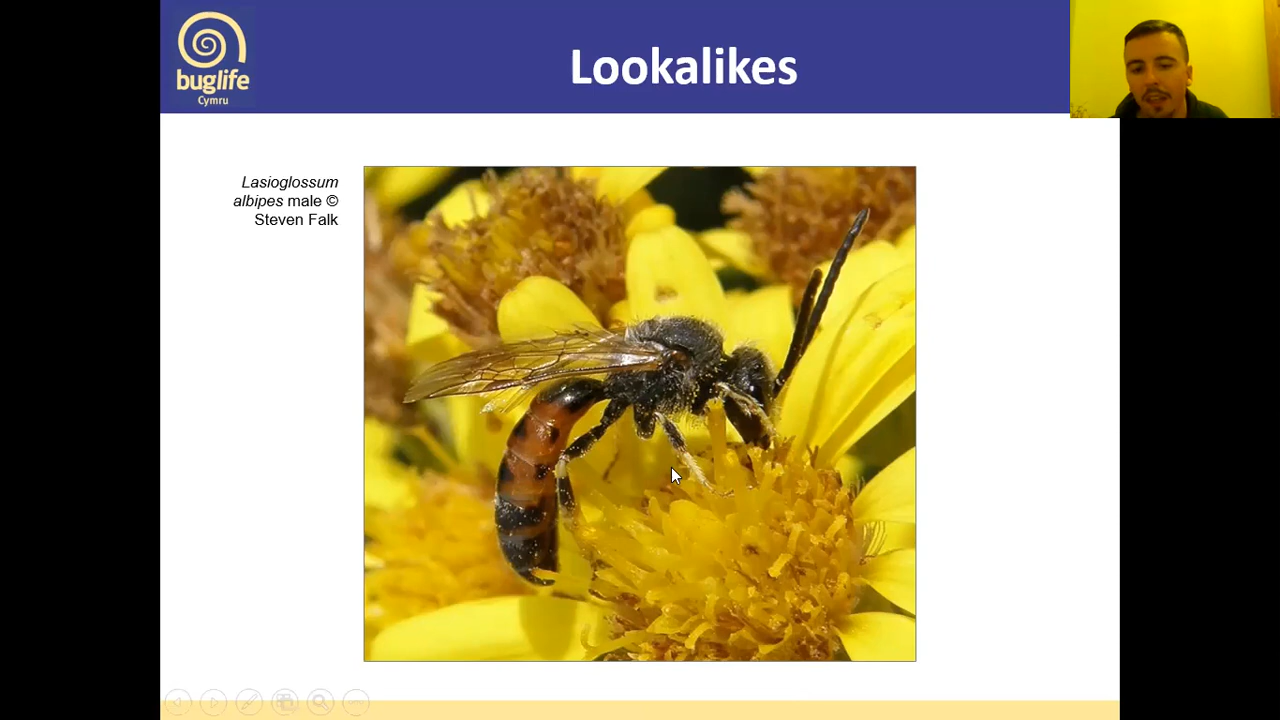 buglife
Cymru
Lookalikes
Lasioglossum
albipes male ©
Steven Falk